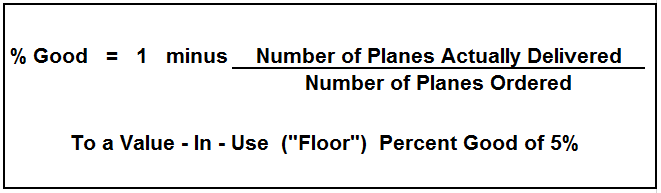 % Good = 1 minus Number of Planes Actually Delivered
Number of Planes Ordered
To a Value - In - Use ("Floor") Percent Good of 5%